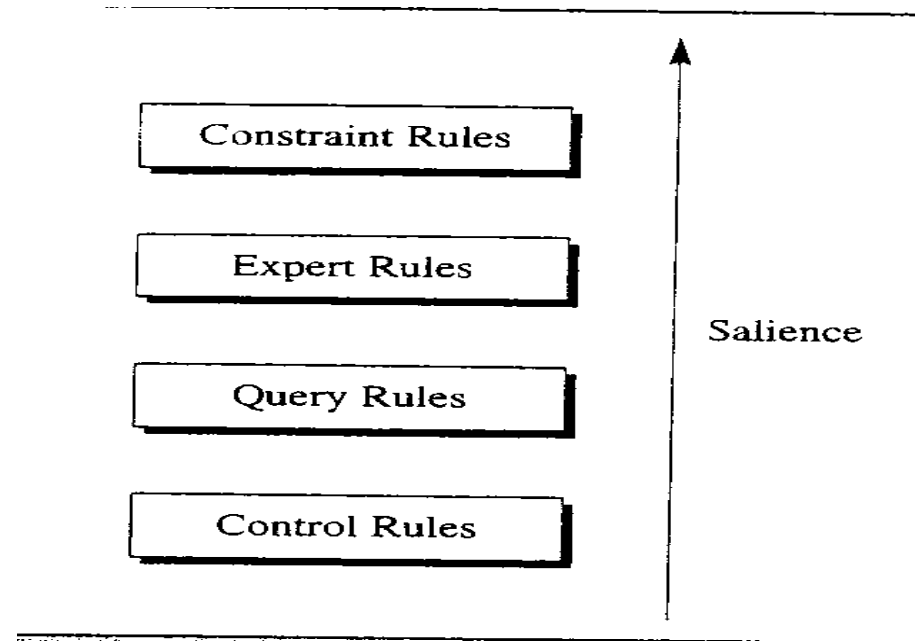 Constraint Rules
Expert Rules
Salience
Query Rules
Control Rules